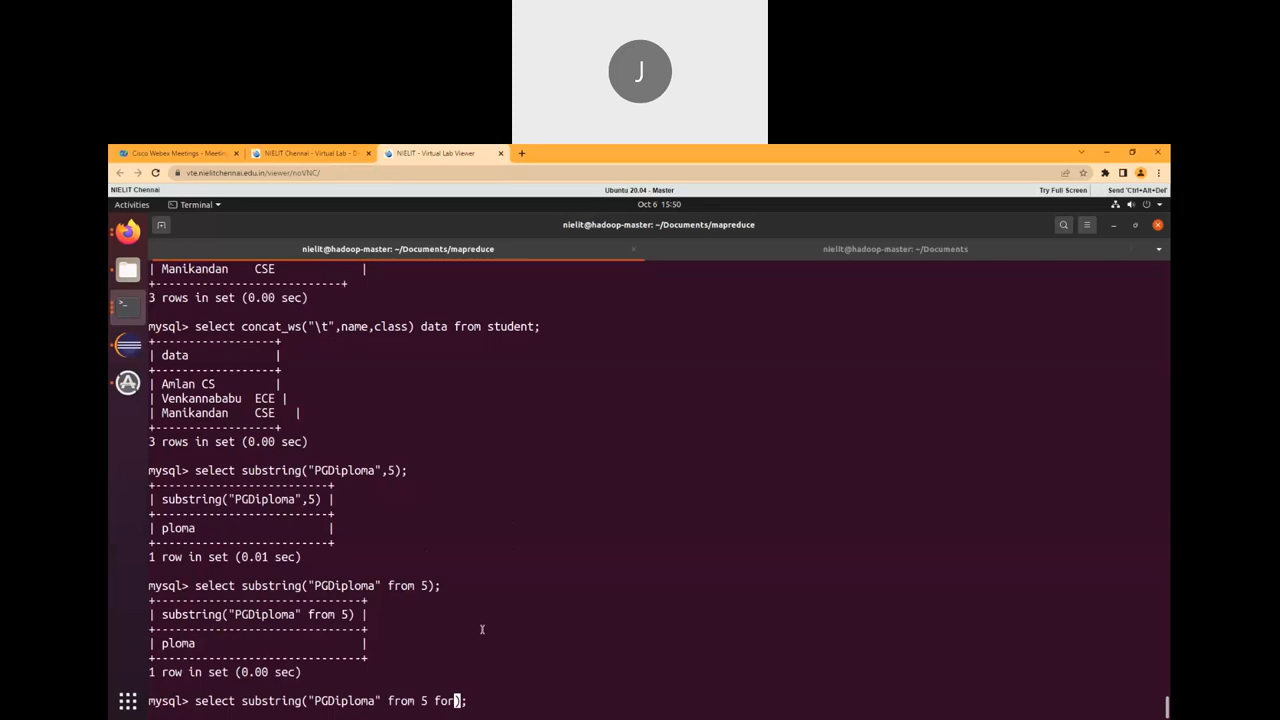 J
Cisco Webex Meetings - Meetin
NIELIT Chennai - Virtual Lab - D
NIELIT - Virtual Lab Viewer
vte.nielitchennai.edu.in/viewer/noVNC/
NIELIT Chennai
Ubuntu 20.04 - Master
Try Full Screen
Send 'Ctrl+Alt+Del'
Activities
Terminal
Oct 6 15:50
nielit@hadoop-master: ~/Documents/mapreduce
nielit@hadoop-master: ~/Documents/mapreduce
nielit@hadoop-master: ~/Documents
| Manikandan    CSE             |
+--------------------------+
3 rows in set (0.00 sec)
mysql> select concat_ws("\t",name,class) data from student;
+------------------+
| data             |
+------------------+
| Amlan CS         |
| Venkannababu  ECE |
| Manikandan    CSE   |
+------------------+
3 rows in set (0.00 sec)
mysql> select substring("PGDiploma",5);
+--------------------------+
| substring("PGDiploma",5) |
+--------------------------+
| ploma                    |
+--------------------------+
1 row in set (0.01 sec)
mysql> select substring("PGDiploma" from 5);
+-------------------------------+
| substring("PGDiploma" from 5) |
+-------------------------------+
| ploma                         |
+-------------------------------+
1 row in set (0.00 sec)
mysql> select substring("PGDiploma" from 5 for);